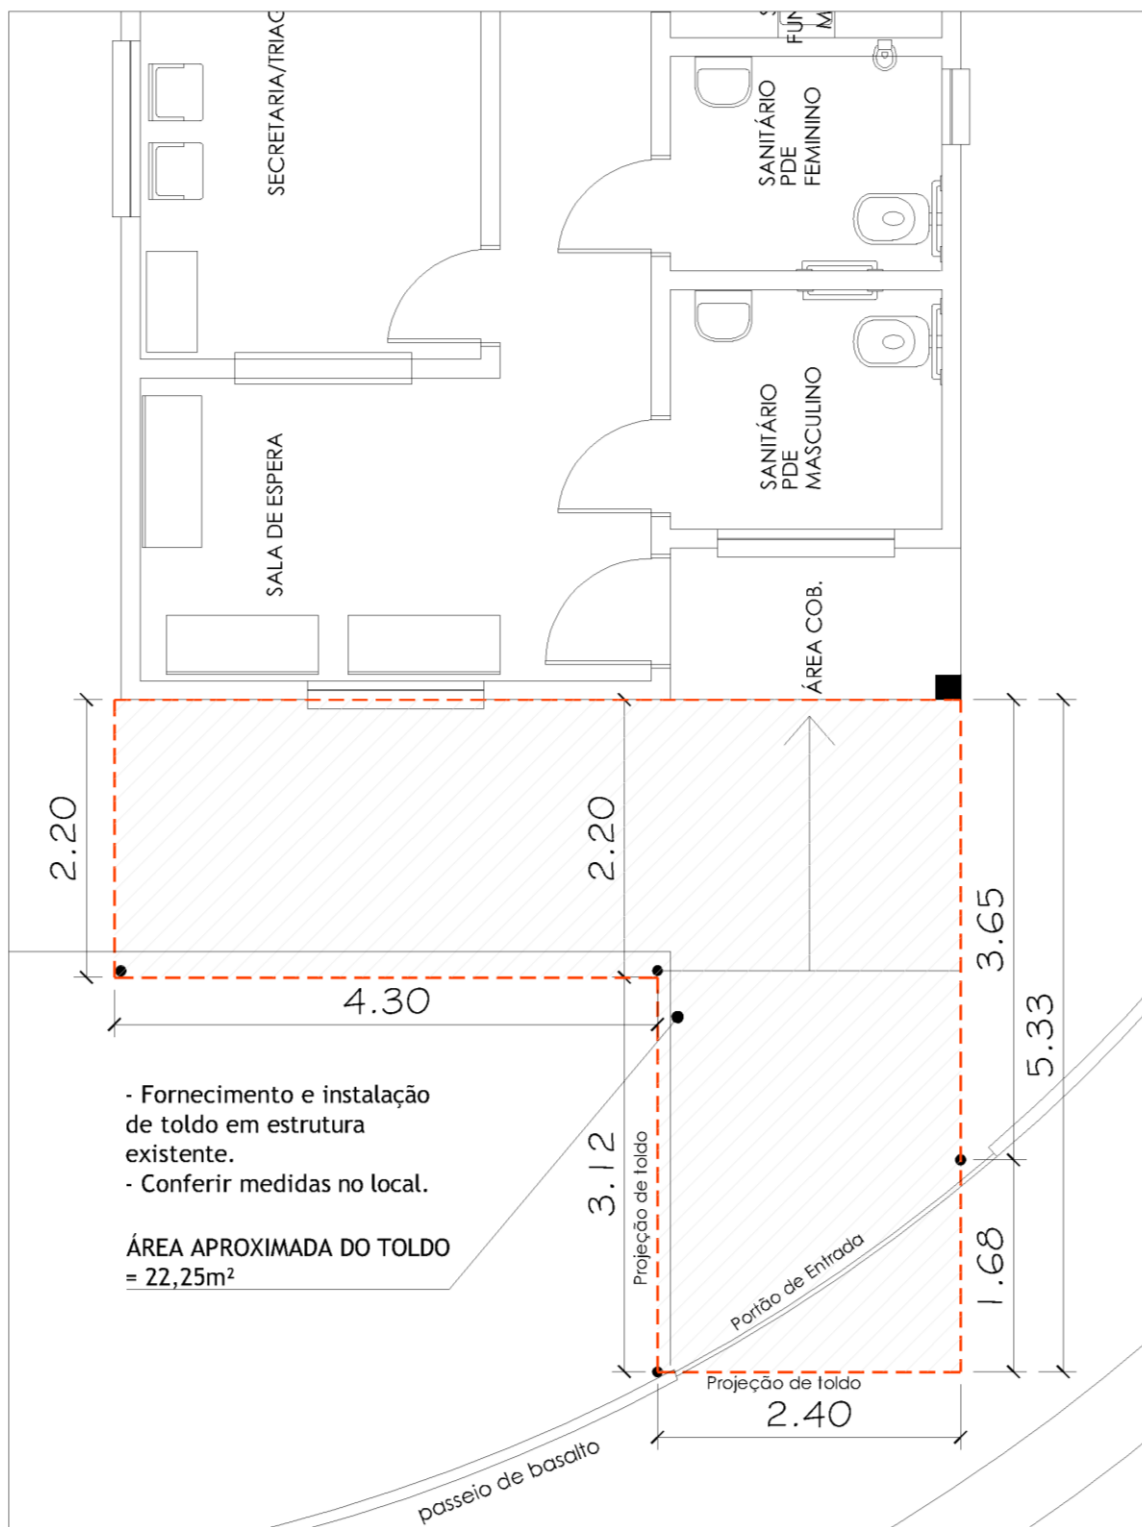 SECRETARIA/TRIAG
SANITÁRIO
PDE
FEMININO
SANITÁRIO
PDE
MASCULINO
SALA DE ESPERA
ÁREA COB.
2.20
2.20
3.65
5.33
4.30
- Fornecimento e instalação
de toldo em estrutura
existente.
- Conferir medidas no local.
ÁREA APROXIMADA DO TOLDO
= 22,25m²
3.12
Projeção de toldo
Portão de Entrada
1.68
Projeção de toldo
2.40
passeio de basalto